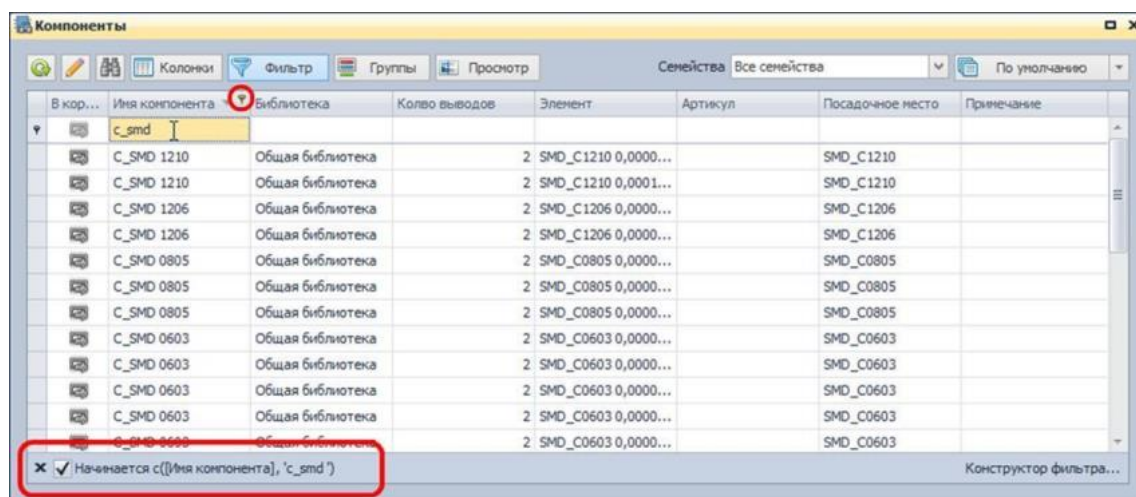 Компоненты
Колонки Фильтр Группы Просмотр Семейства Все семейства По умолчанию
В кор... Имя компонента Библиотека Колво выводов Элемент Артикул Посадочное место Примечание
c_smd
C_SMD 1210 Общая библиотека 2 SMD_C1210 0,0000... SMD_C1210
C_SMD 1210 Общая библиотека 2 SMD_C1210 0,0001... SMD_C1210
C_SMD 1206 Общая библиотека 2 SMD_C1206 0,0000... SMD_C1206
C_SMD 1206 Общая библиотека 2 SMD_C1206 0,0000... SMD_C1206
C_SMD 0805 Общая библиотека 2 SMD_C0805 0,0000... SMD_C0805
C_SMD 0805 Общая библиотека 2 SMD_C0805 0,0000... SMD_C0805
C_SMD 0805 Общая библиотека 2 SMD_C0805 0,0000... SMD_C0805
C_SMD 0603 Общая библиотека 2 SMD_C0603 0,0000... SMD_C0603
C_SMD 0603 Общая библиотека 2 SMD_C0603 0,0000... SMD_C0603
C_SMD 0603 Общая библиотека 2 SMD_C0603 0,0000... SMD_C0603
C_SMD 0603 Общая библиотека 2 SMD_C0603 0,0000... SMD_C0603
C_SMD 0603 Общая библиотека 2 SMD_C0603 0,0000... SMD_C0603
Начинается с([Имя компонента], 'c_smd ') Конструктор фильтра...